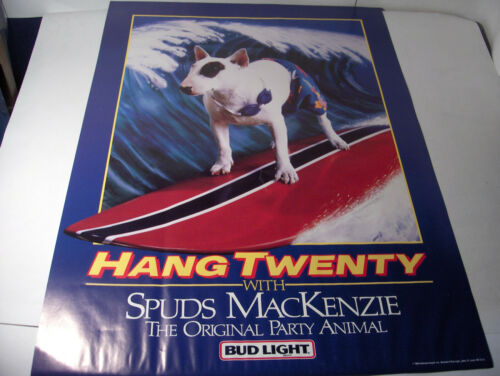 HANG TWENTY
WITH
SPUDS MACKENZIE
THE ORIGINAL PARTY ANIMAL
BUD LIGHT